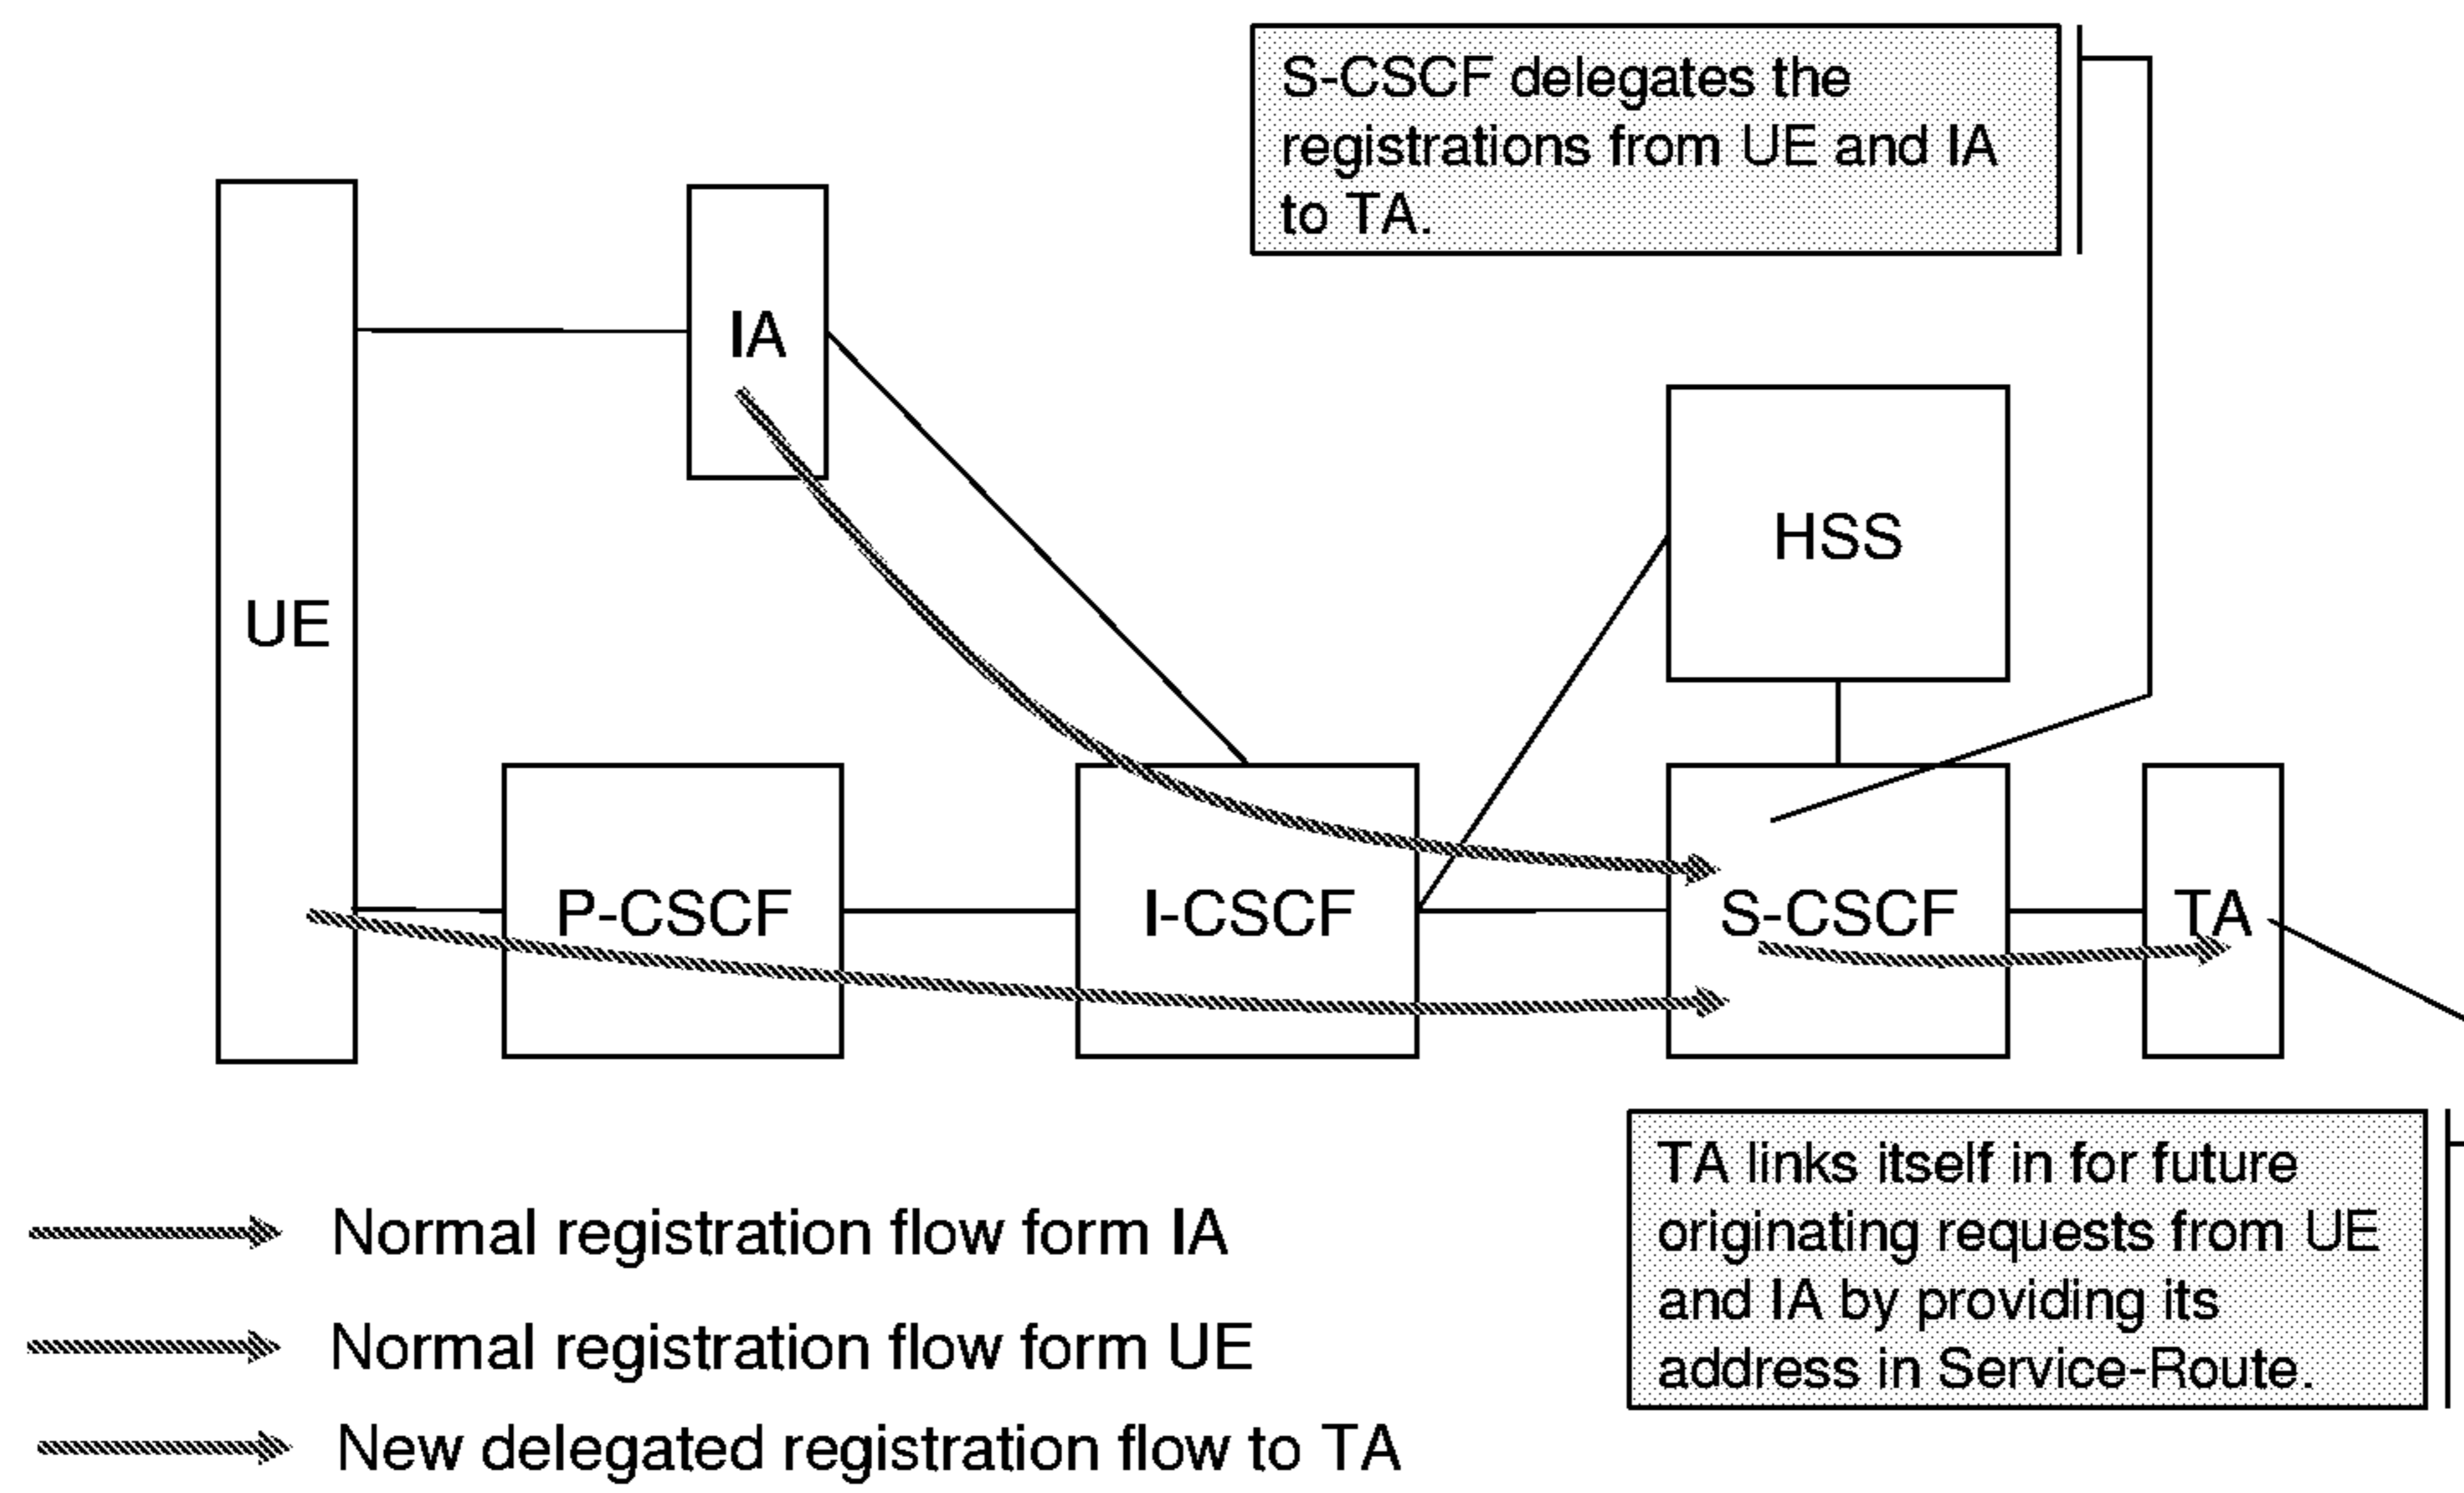 S-CSCF delegates the
registrations from UE and IA
to TA.
IA
HSS
UE
P-CSCF
I-CSCF
S-CSCF
TA
TA links itself in for future
originating requests from UE
and IA by providing its
address in Service-Route.
Normal registration flow form IA
Normal registration flow form UE
New delegated registration flow to TA